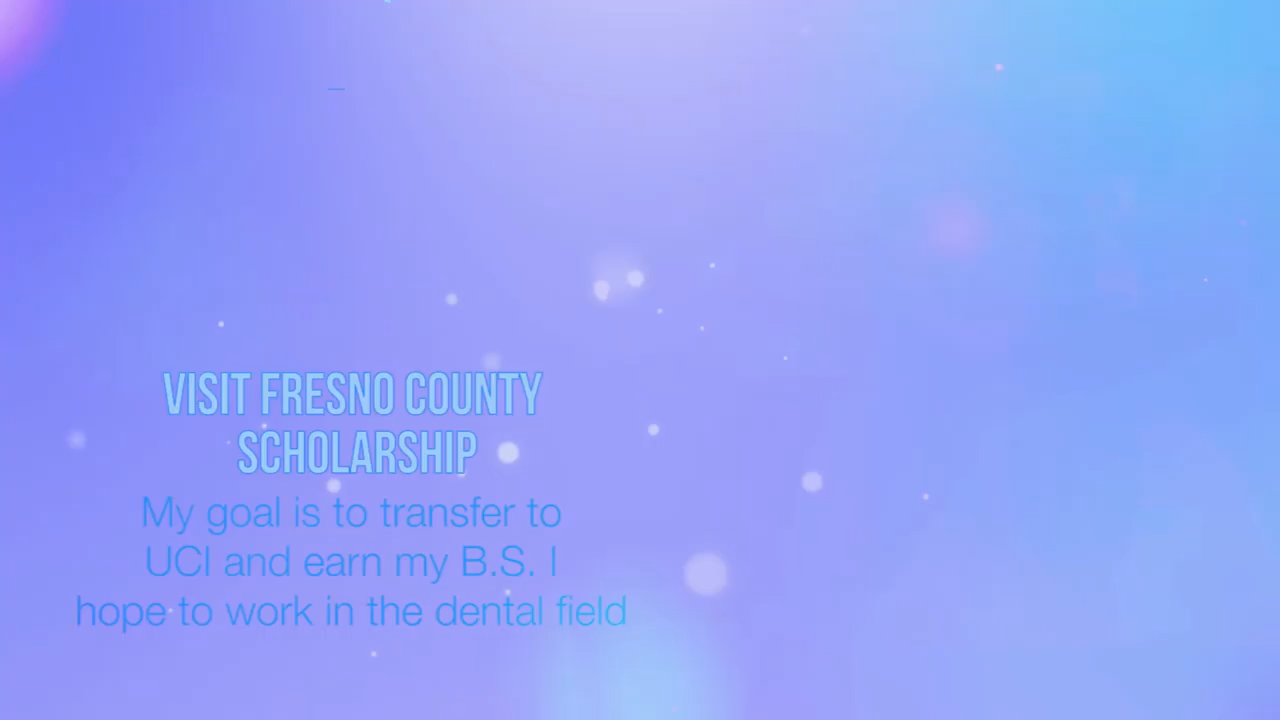 VISIT FRESNO COUNTY
SCHOLARSHIP
My goal is to transfer to
UCI and earn my B.S. I
hope to work in the dental field